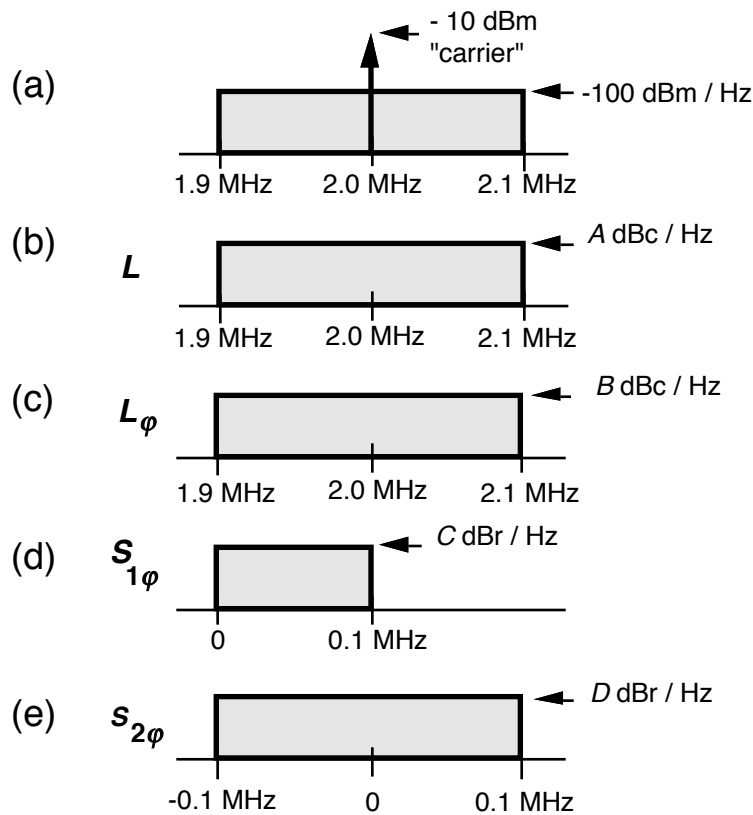 - 10 dBm
"carrier"
(a)
-100 dBm / Hz
1.9 MHz 2.0 MHz 2.1 MHz
(b)
L
A dBc / Hz
1.9 MHz 2.0 MHz 2.1 MHz
(c)
Lφ
B dBc / Hz
1.9 MHz 2.0 MHz 2.1 MHz
(d)
S1φ
C dBr / Hz
0 0.1 MHz
(e)
S2φ
D dBr / Hz
-0.1 MHz 0 0.1 MHz